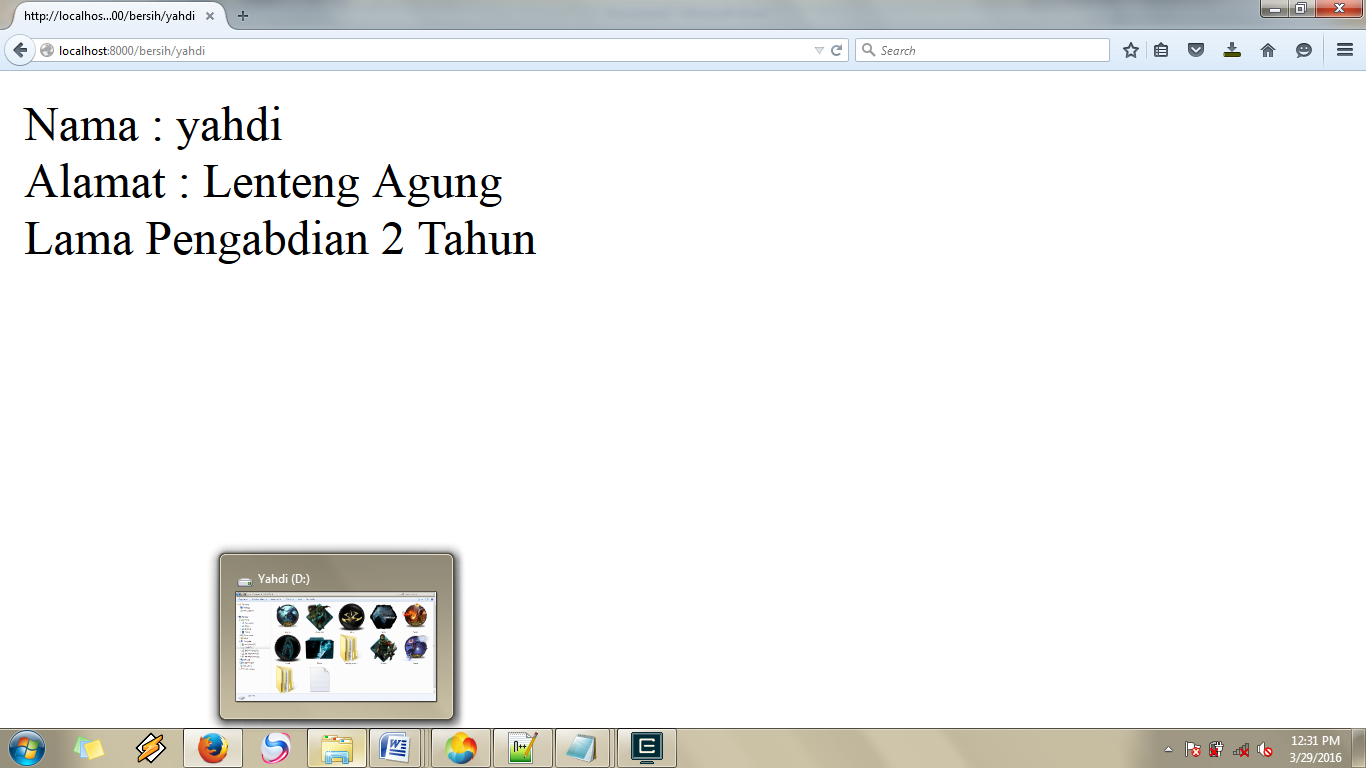 http://localhos...00/bersih/yahdi
localhost:8000/bersih/yahdi
Search
Nama : yahdi
Alamat : Lenteng Agung
Lama Pengabdian 2 Tahun
Yahdi (D:)
12:31 PM
3/29/2016